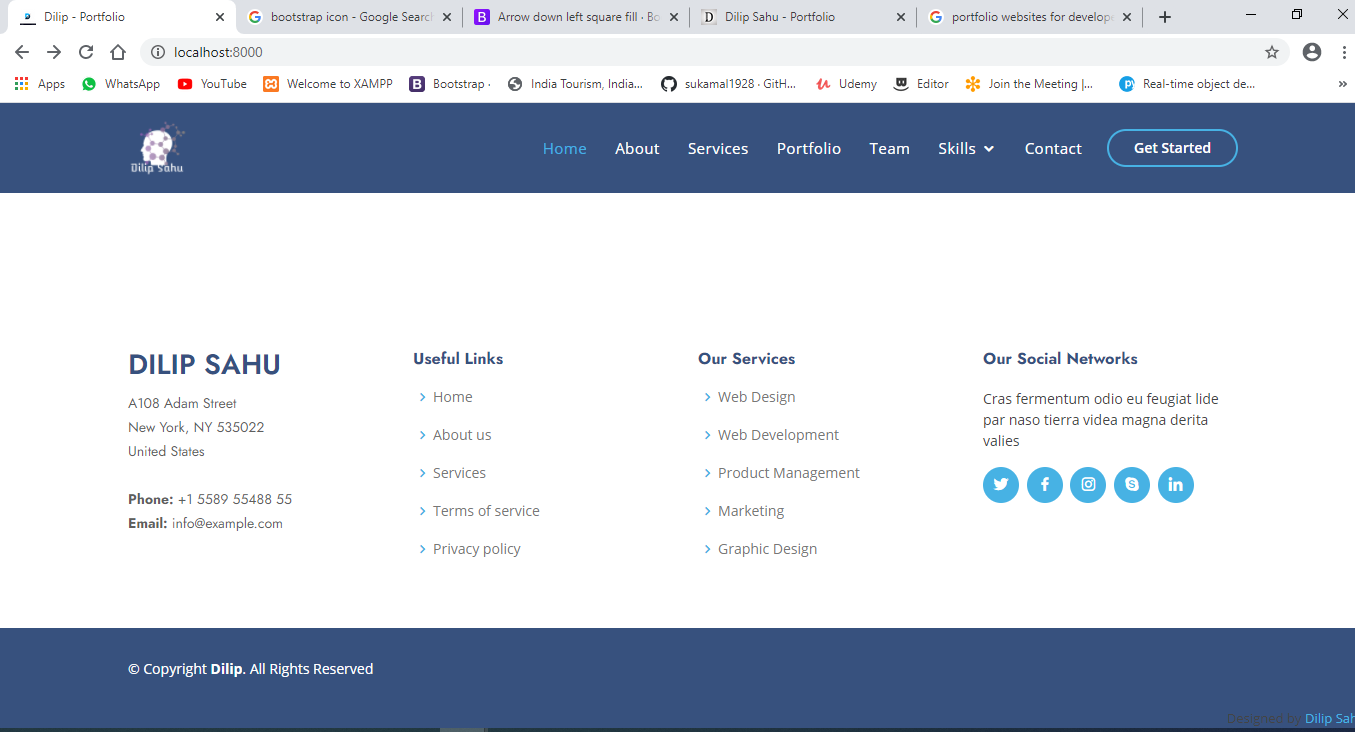 Dilip - Portfolio
bootstrap icon - Google Search
Arrow down left square fill · Bo
Dilip Sahu - Portfolio
portfolio websites for develope
localhost:8000
Apps
WhatsApp
YouTube
Welcome to XAMPP
Bootstrap ·
India Tourism, India...
sukamal1928 · GitH...
Udemy
Editor
Join the Meeting |...
Real-time object de...
»
Dilip Sahu
Home
About
Services
Portfolio
Team
Skills
Contact
Get Started
DILIP SAHU
A108 Adam Street
New York, NY 535022
United States
Phone: +1 5589 55488 55
Email: info@example.com
Useful Links
Home
About us
Services
Terms of service
Privacy policy
Our Services
Web Design
Web Development
Product Management
Marketing
Graphic Design
Our Social Networks
Cras fermentum odio eu feugiat lide
par naso tierra videa magna derita
valies
© Copyright Dilip. All Rights Reserved
Designed by Dilip Sah